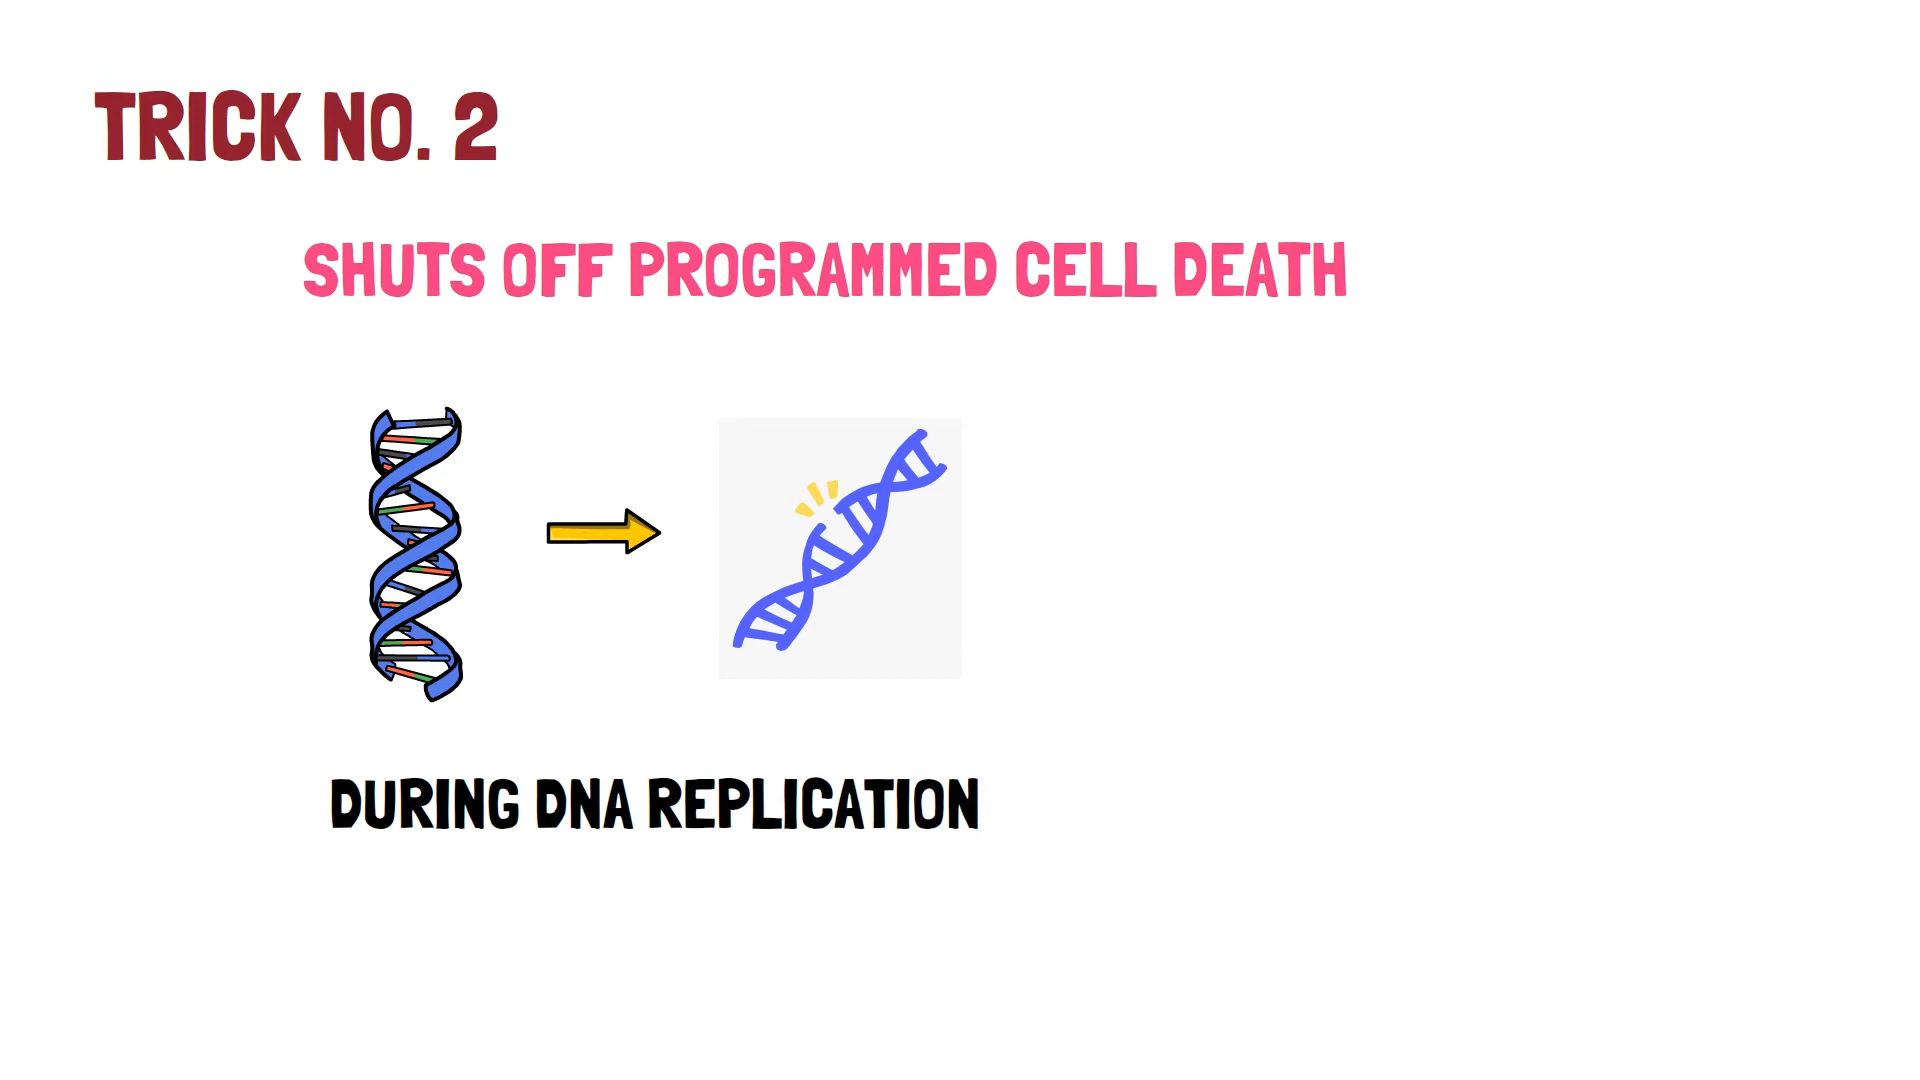 TRICK NO. 2
SHUTS OFF PROGRAMMED CELL DEATH
DURING DNA REPLICATION